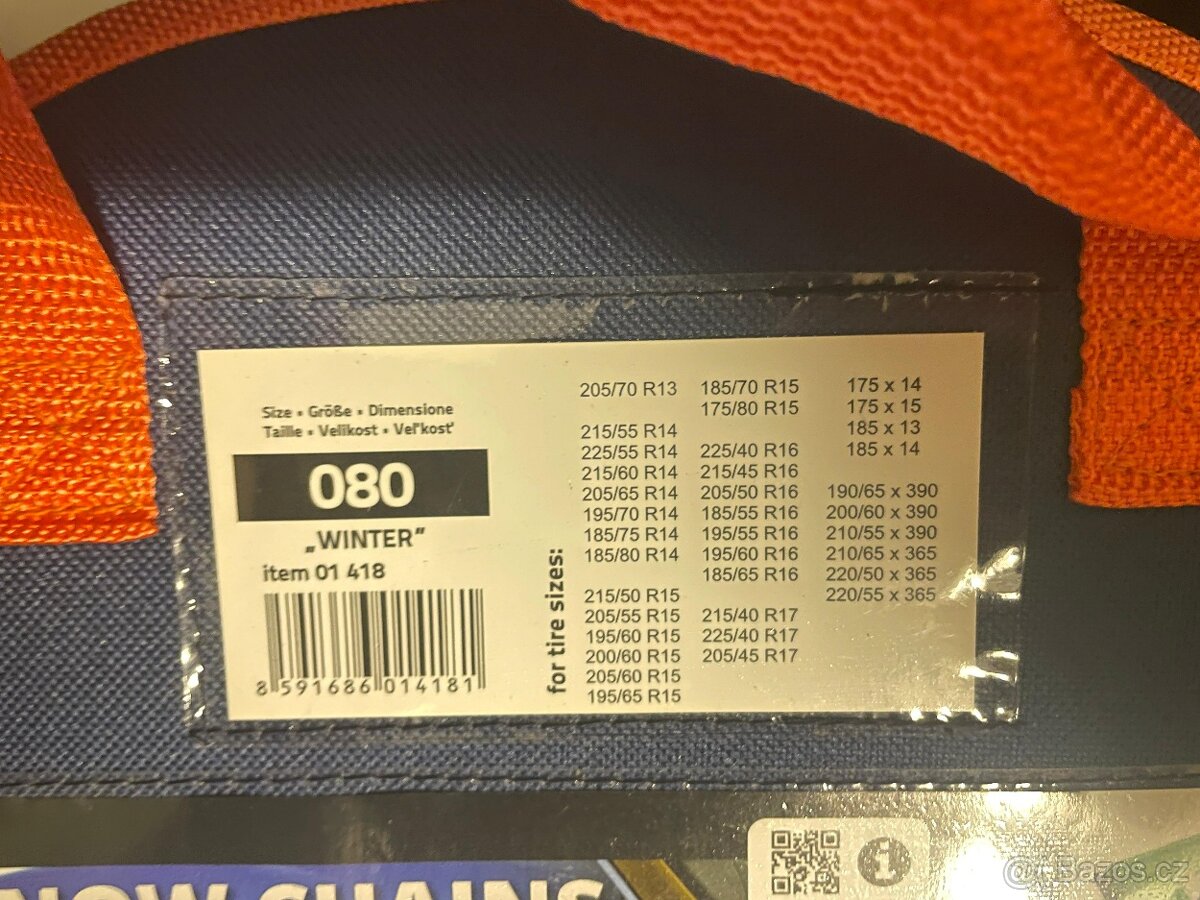 Size • Größe • Dimensione
Taille • Velikost • Veľkosť
080
„WINTER"
item 01 418
8 591686 014181
for tire sizes:
205/70 R13
215/55 R14
225/55 R14
215/60 R14
205/65 R14
195/70 R14
185/75 R14
185/80 R14
215/50 R15
205/55 R15
195/60 R15
200/60 R15
205/60 R15
195/65 R15
185/70 R15
175/80 R15
225/40 R16
215/45 R16
205/50 R16
185/55 R16
195/55 R16
195/60 R16
185/65 R16
215/40 R17
225/40 R17
205/45 R17
175 x 14
175 x 15
185 x 13
185 x 14
190/65 x 390
200/60 x 390
210/55 x 390
210/65 x 365
220/50 x 365
220/55 x 365
NOW CHAINS
i
Bazos.cz